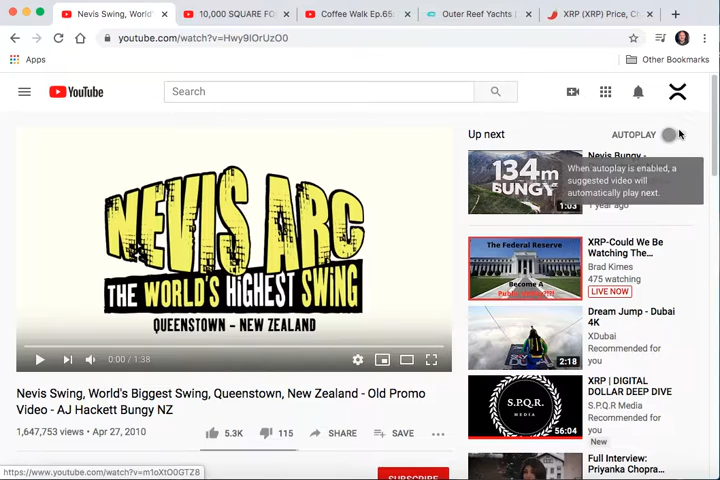 Nevis Swing, World'
10,000 SQUARE FO
Coffee Walk Ep.65
Outer Reef Yachts |
XRP (XRP) Price, C
youtube.com/watch?v=Hwy9IOrUzO0
Apps
Other Bookmarks
YouTube
Search
Up next
AUTOPLAY
NEVIS ARC
THE WORLD'S HiGHEST SWiNG
QUEENSTOWN - NEW ZEALAND
0:00 / 1:38
134m
BUNGY
1:03
Nevis Bungy -
When autoplay is enabled, a
suggested video will
automatically play next.
1 year ago
The Federal Reserve
Become A
XRP-Could We Be
Watching The...
Brad Kimes
475 watching
LIVE NOW
2:18
Dream Jump - Dubai
4K
XDubai
Recommended for
you
S.P.Q.R.
MEDIA
56:04
XRP | DIGITAL
DOLLAR DEEP DIVE
S.P.Q.R Media
Recommended for
you
New
Full Interview:
Priyanka Chopra...
Nevis Swing, World's Biggest Swing, Queenstown, New Zealand - Old Promo
Video - AJ Hackett Bungy NZ
1,647,753 views • Apr 27, 2010
5.3K
115
SHARE
SAVE
SUBSCRIBE
https://www.youtube.com/watch?v=m1oXtO0GTZ8